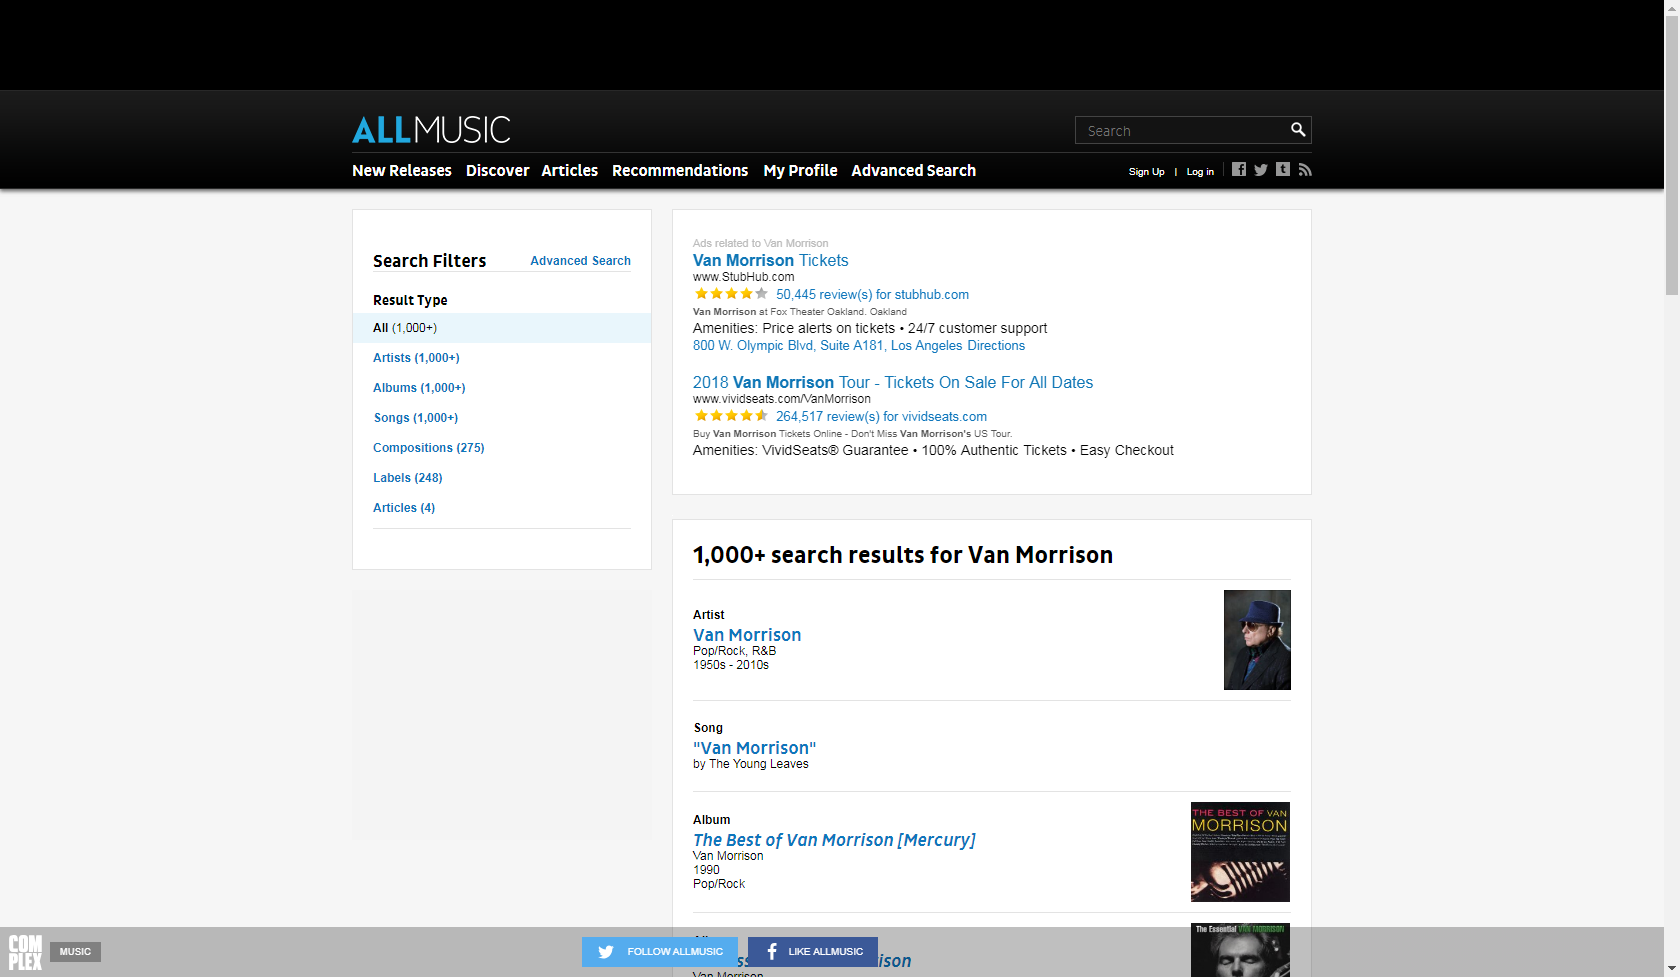 ALLMUSIC
Search
New Releases Discover Articles Recommendations My Profile Advanced Search
Sign Up | Log in
Search Filters
Advanced Search
Result Type
All (1,000+)
Artists (1,000+)
Albums (1,000+)
Songs (1,000+)
Compositions (275)
Labels (248)
Articles (4)
Ads related to Van Morrison
Van Morrison Tickets
www.StubHub.com
50,445 review(s) for stubhub.com
Van Morrison at Fox Theater Oakland. Oakland
Amenities: Price alerts on tickets • 24/7 customer support
800 W. Olympic Blvd, Suite A181, Los Angeles Directions
2018 Van Morrison Tour - Tickets On Sale For All Dates
www.vividseats.com/VanMorrison
264,517 review(s) for vividseats.com
Buy Van Morrison Tickets Online - Don't Miss Van Morrison's US Tour.
Amenities: VividSeats® Guarantee • 100% Authentic Tickets • Easy Checkout
1,000+ search results for Van Morrison
Artist
Van Morrison
Pop/Rock, R&B
1950s - 2010s
Song
"Van Morrison"
by The Young Leaves
Album
The Best of Van Morrison [Mercury]
Van Morrison
1990
Pop/Rock
THE BEST OF VAN
MORRISON
The Essential VAN MORRISON
Van Morrison
COM
PLEX
MUSIC
FOLLOW ALLMUSIC
LIKE ALLMUSIC